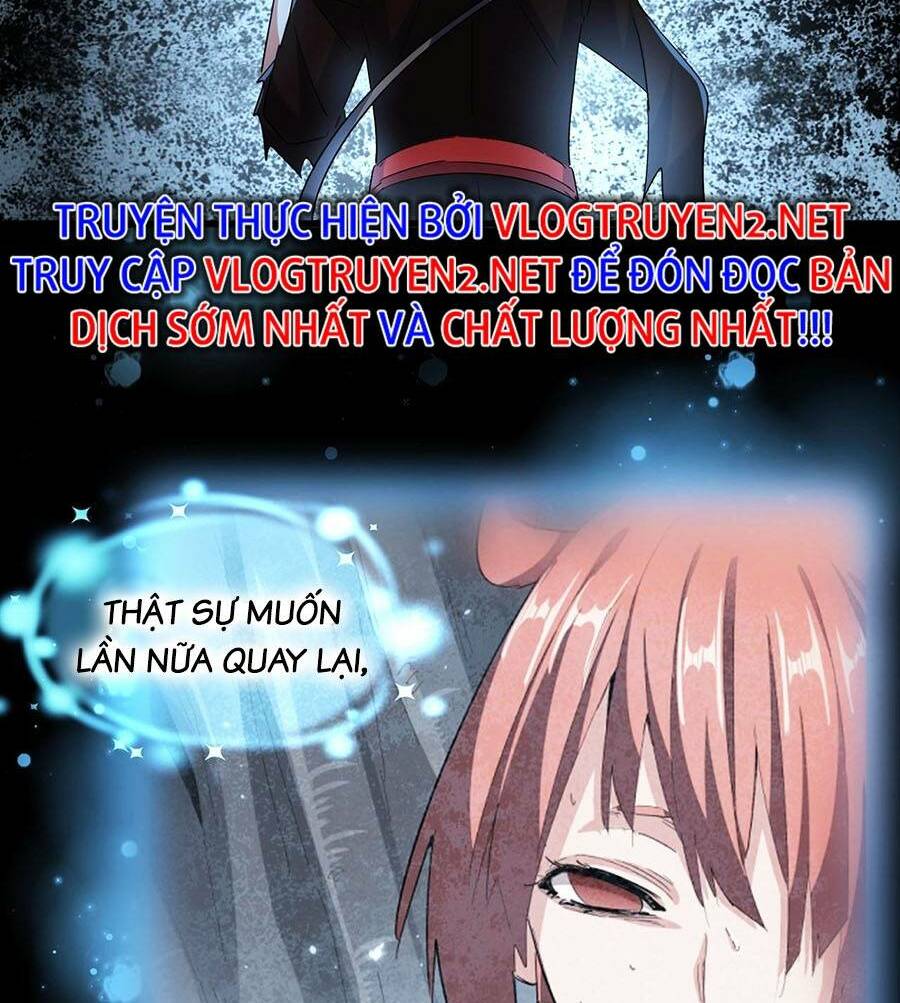 TRUYỆN THỰC HIỆN BỞI VLOGTRUYEN2.NET
TRUY CẬP VLOGTRUYEN2.NET ĐỂ ĐÓN ĐỌC BẢN
DỊCH SỚM NHẤT VÀ CHẤT LƯỢNG NHẤT!!!
THẬT SỰ MUỐN
LẦN NỮA QUAY LẠI,